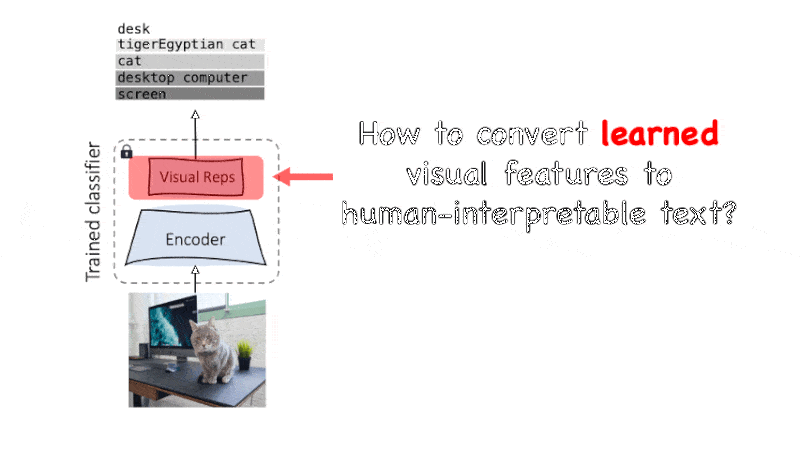 desk
tigerEgyptian cat
cat
desktop computer
screen
Trained classifier
Visual Reps
Encoder
How to convert learned
visual features to
human-interpretable text?